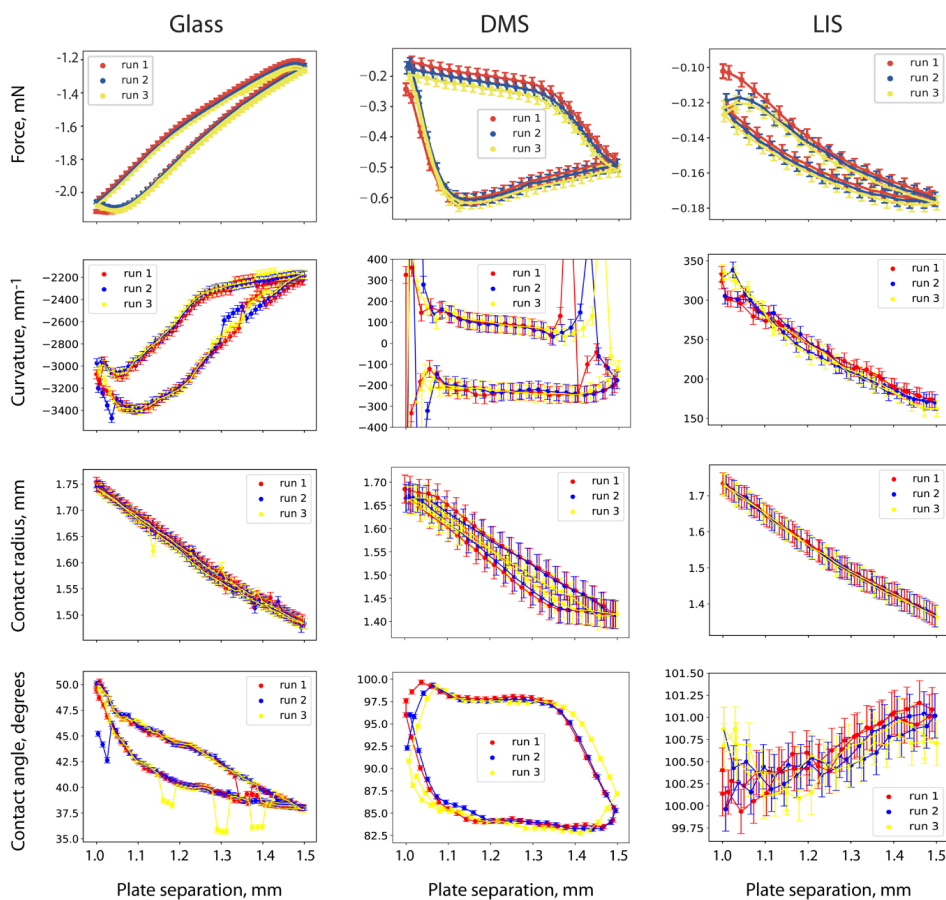 Glass DMS LIS
Force, mN
-1.2
-1.4
-1.6
-1.8
-2.0
run 1
run 2
run 3
−0.2
−0.3
−0.4
−0.5
−0.6
run 1
run 2
run 3
−0.10
−0.12
−0.14
−0.16
−0.18
run 1
run 2
run 3
Curvature, mm-1
−2200
−2400
−2600
−2800
−3000
−3200
−3400
run 1
run 2
run 3
400
300
200
100
0
−100
−200
−300
−400
run 1
run 2
run 3
350
300
250
200
150
run 1
run 2
run 3
Contact radius, mm
1.75
1.70
1.65
1.60
1.55
1.50
run 1
run 2
run 3
1.70
1.65
1.60
1.55
1.50
1.45
1.40
run 1
run 2
run 3
1.7
1.6
1.5
1.4
run 1
run 2
run 3
Contact angle, degrees
50.0
47.5
45.0
42.5
40.0
37.5
35.0
run 1
run 2
run 3
1.0 1.1 1.2 1.3 1.4 1.5
100.0
97.5
95.0
92.5
90.0
87.5
85.0
82.5
run 1
run 2
run 3
1.0 1.1 1.2 1.3 1.4 1.5
101.50
101.25
101.00
100.75
100.50
100.25
100.00
99.75
run 1
run 2
run 3
1.0 1.1 1.2 1.3 1.4 1.5
Plate separation, mm Plate separation, mm Plate separation, mm